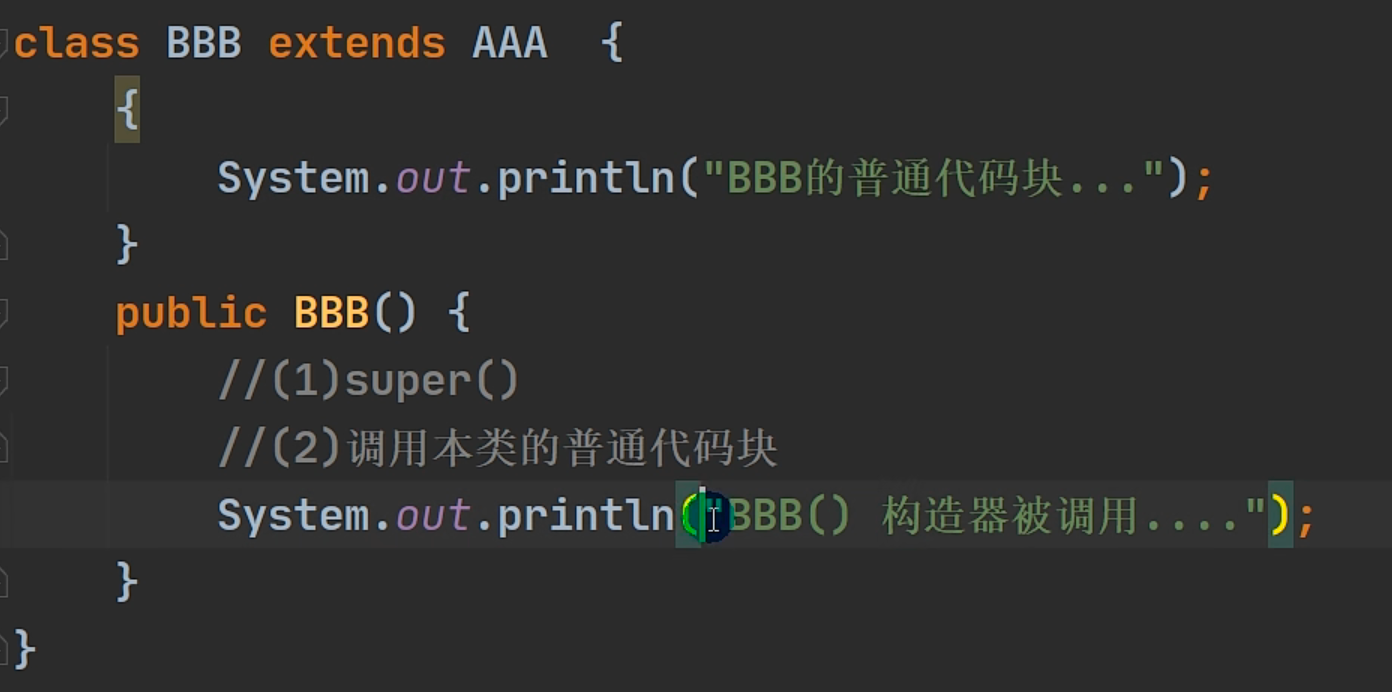 class BBB extends AAA  {
{
System.out.println("BBB的普通代码块...");
}
public BBB() {
//(1)super()
//(2)调用本类的普通代码块
System.out.println("BBB() 构造器被调用....");
}
}